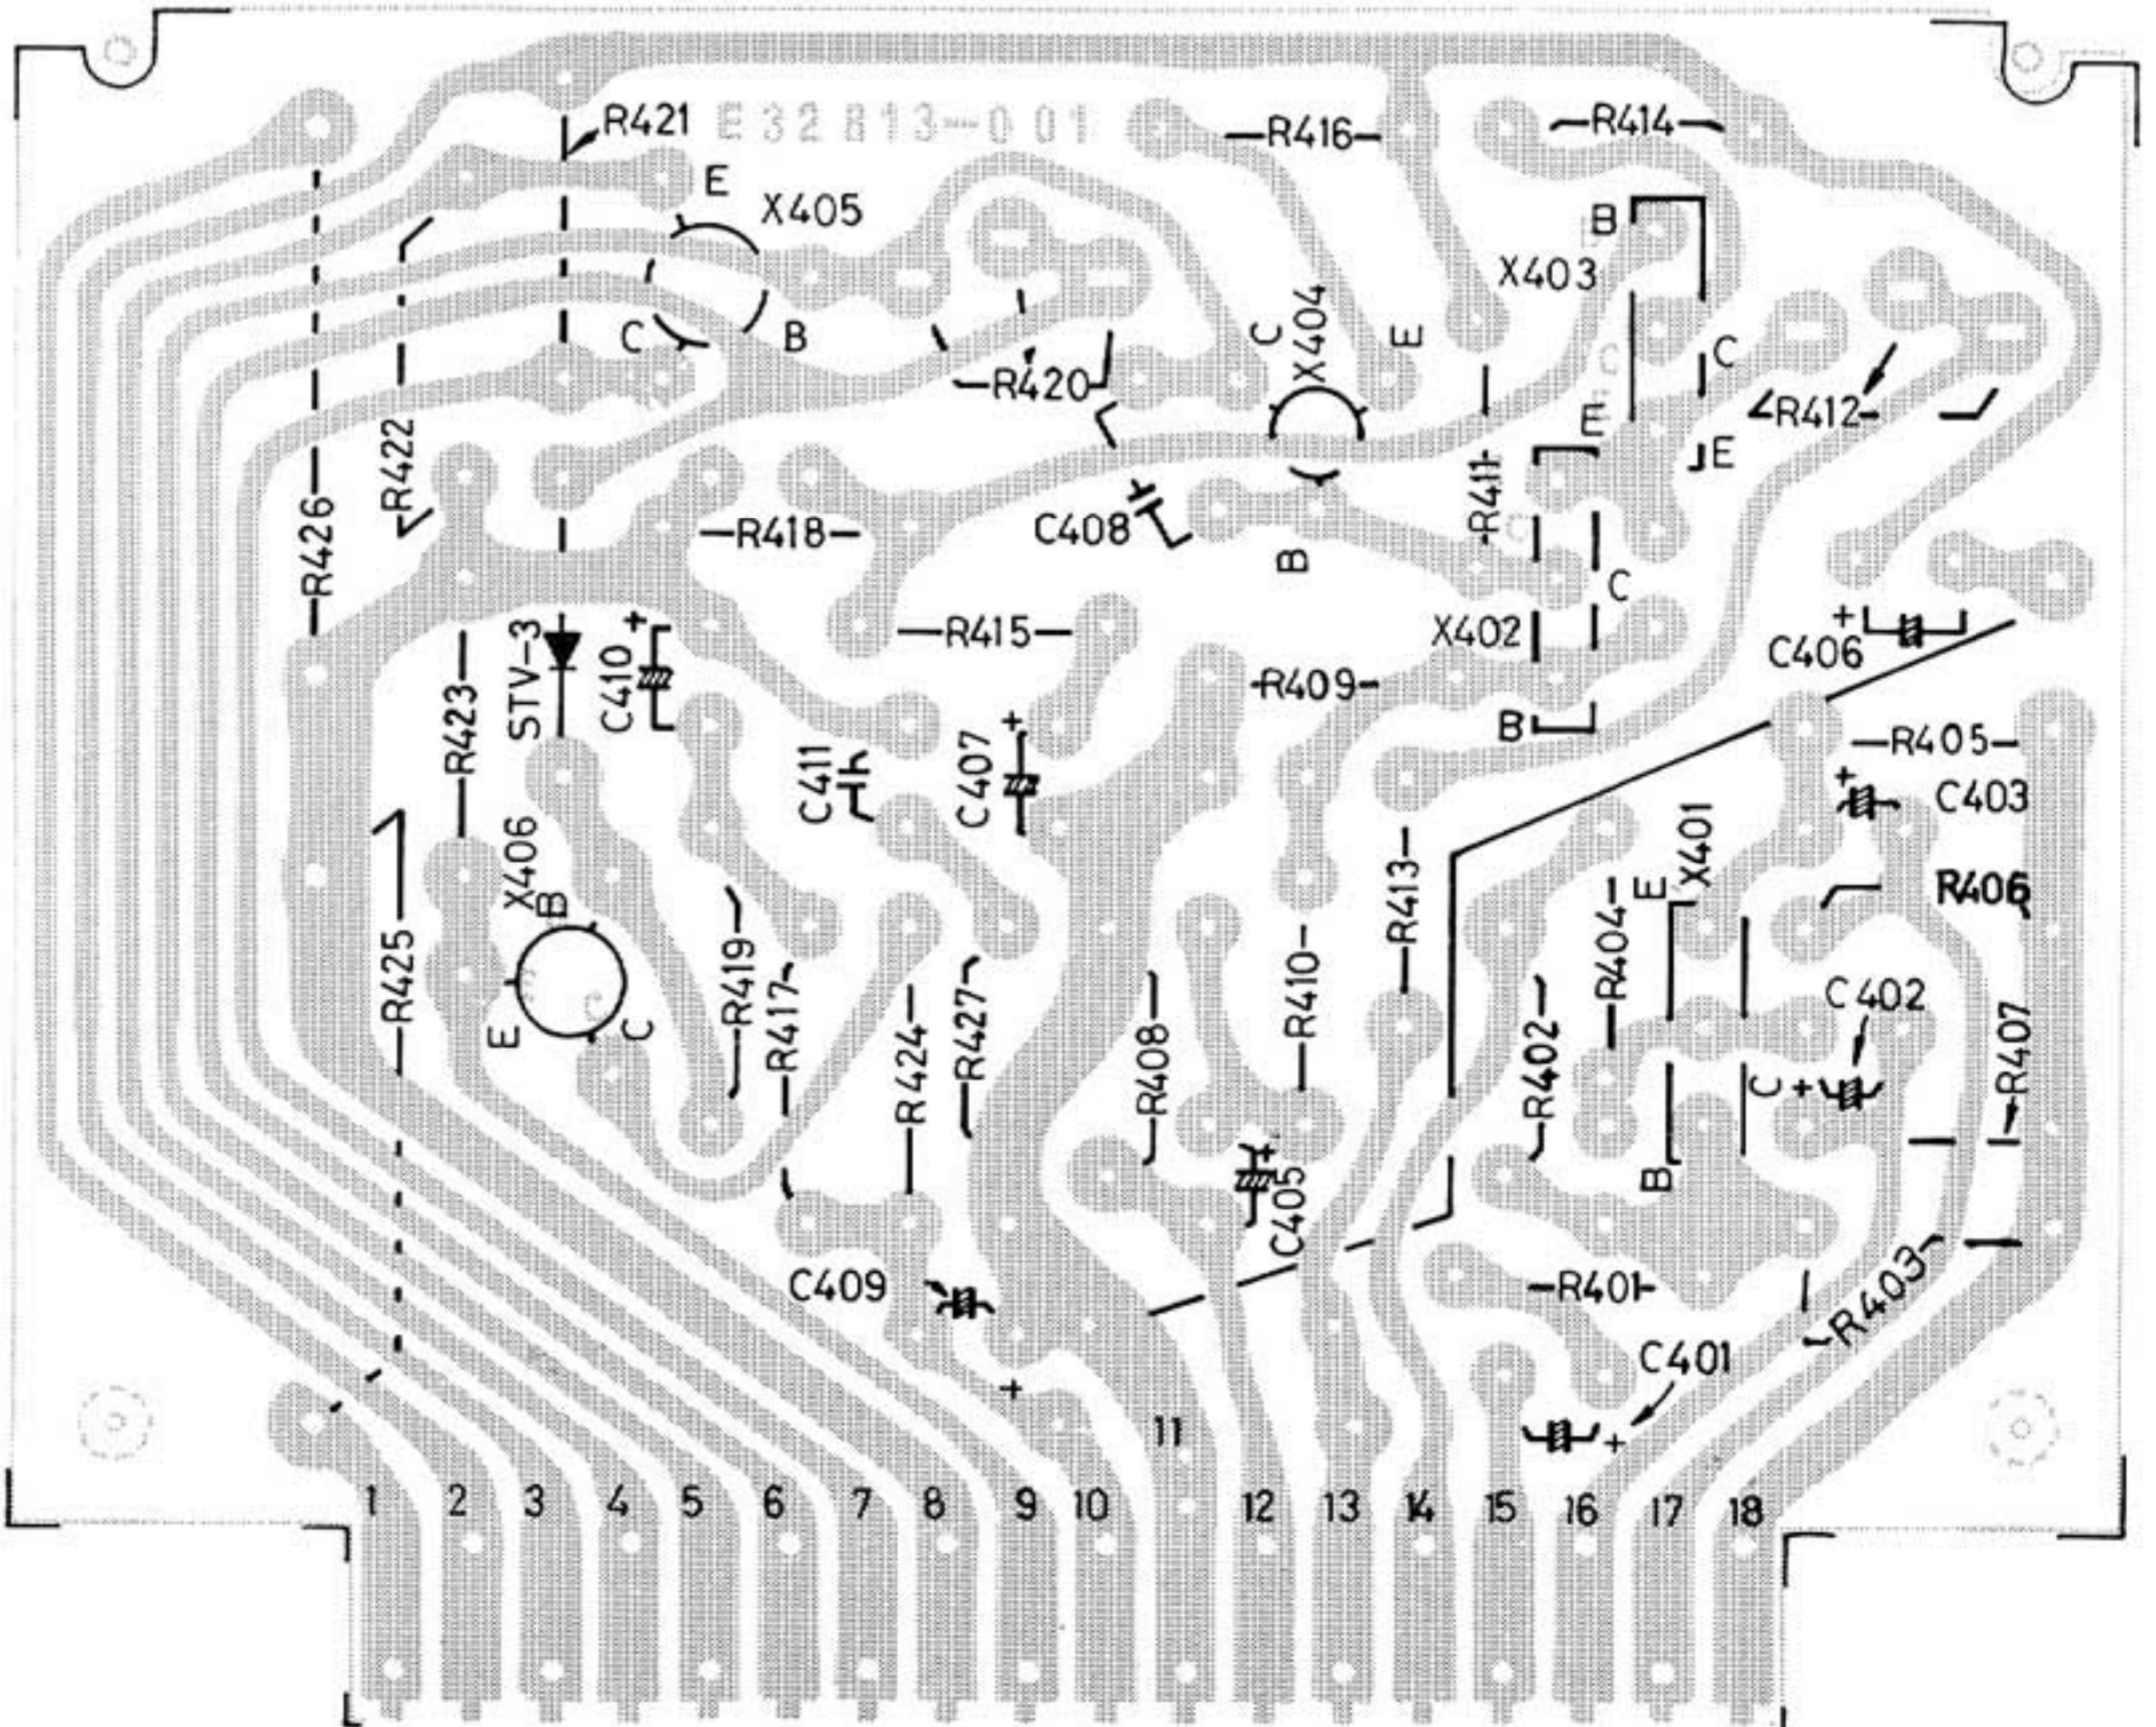 R421
E32813-001
R416
R414
E
X405
B
X403
C
B
C
X404
E
C
R420
E
R412
E
R422
R426
R418
C408
R411
B
C
X402
C406
+
STV-3
C410
+
R415
R409
B
R423
C411
C407
+
R405
+
C403
X406
B
R413
X401
E
R406
R425
E
C
R419
R417
R424
R427
R408
R410
R402
R404
C402
C
+
R407
B
+
C405
C409
R401
R403
+
C401
+
11
1 2 3 4 5 6 7 8 9 10 12 13 14 15 16 17 18